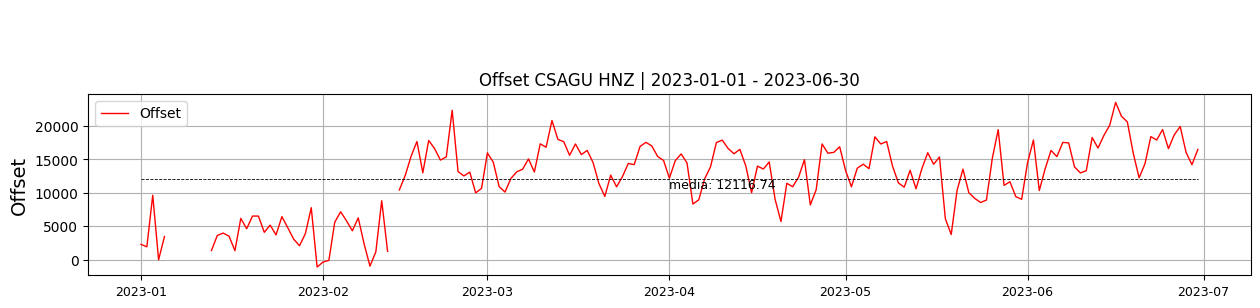 Offset CSAGU HNZ | 2023-01-01 - 2023-06-30
Offset
Offset
20000
15000
10000
5000
0
media: 12116.74
2023-01 2023-02 2023-03 2023-04 2023-05 2023-06 2023-07